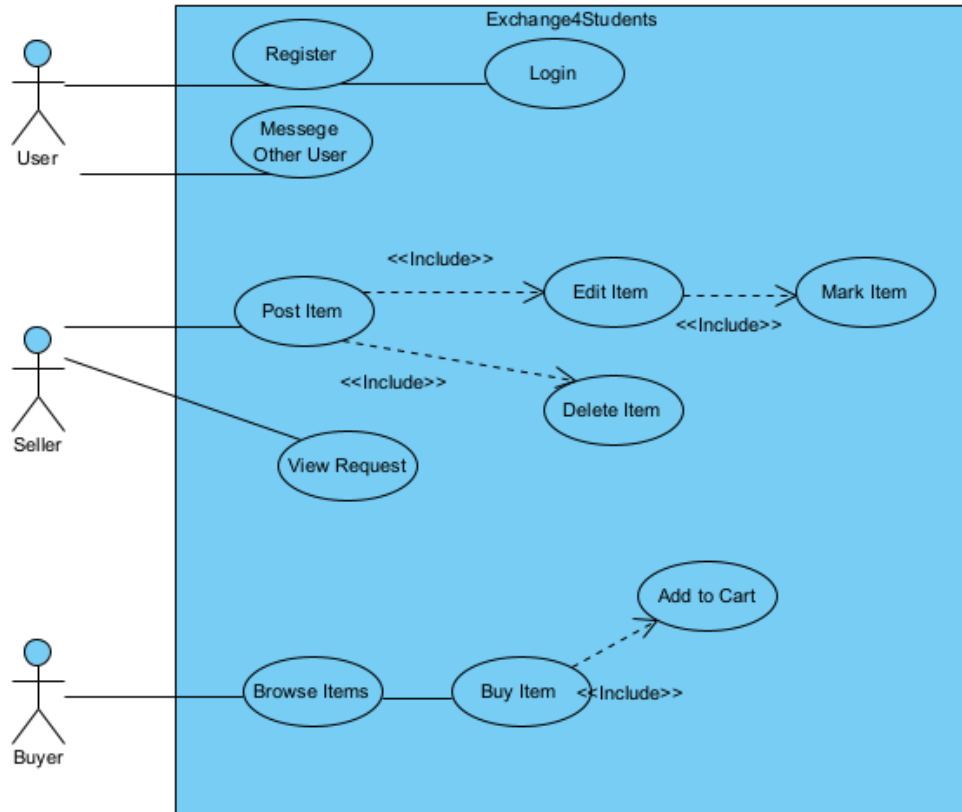 Exchange4Students
Register
Login
User
Messege
Other User
<<Include>>
Post Item
Edit Item
Mark Item
<<Include>>
<<Include>>
Delete Item
Seller
View Request
Add to Cart
Browse Items
Buy Item
<<Include>>
Buyer